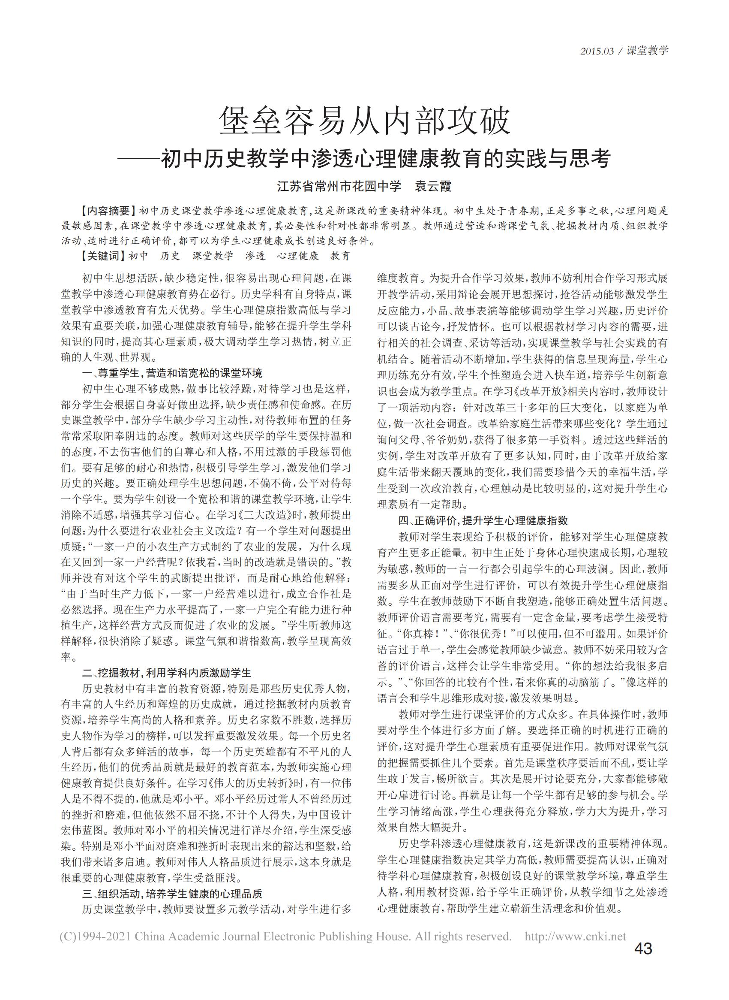 2015.03 / 课堂教学
堡垒容易从内部攻破
——初中历史教学中渗透心理健康教育的实践与思考
江苏省常州市花园中学　袁云霞
【内容摘要】初中历史课堂教学渗透心理健康教育,这是新课改的重要精神体现。初中生处于青春期,正是多事之秋,心理问题是
最敏感因素,在课堂教学中渗透心理健康教育,其必要性和针对性都非常明显。教师通过营造和谐课堂气氛、挖掘教材内质、组织教学
活动、适时进行正确评价,都可以为学生心理健康成长创造良好条件。
【关键词】初中　历史　课堂教学　渗透　心理健康　教育
初中生思想活跃,缺少稳定性,很容易出现心理问题,在课
堂教学中渗透心理健康教育势在必行。历史学科有自身特点,课
堂教学中渗透教育有先天优势。学生心理健康指数高低与学习
效果有重要关联,加强心理健康教育辅导,能够在提升学生学科
知识的同时,提高其心理素质,极大调动学生学习热情,树立正
确的人生观、世界观。
一、尊重学生,营造和谐宽松的课堂环境
初中生心理不够成熟,做事比较浮躁,对待学习也是这样,
部分学生会根据自身喜好做出选择,缺少责任感和使命感。在历
史课堂教学中,部分学生缺少学习主动性,对待教师布置的任务
常常采取阳奉阴违的态度。教师对这些厌学的学生要保持温和
的态度,不去伤害他们的自尊心和人格,不用过激的手段惩罚他
们。要有足够的耐心和热情,积极引导学生学习,激发他们学习
历史的兴趣。要正确处理学生思想问题,不偏不倚,公平对待每
一个学生。要为学生创设一个宽松和谐的课堂教学环境,让学生
消除不适感,增强其学习信心。在学习《三大改造》时,教师提出
问题:为什么要进行农业社会主义改造？有一个学生对问题提出
质疑:“一家一户的小农生产方式制约了农业的发展，为什么现
在又回到一家一户经营呢？依我看,当时的改造就是错误的。”教
师并没有对这个学生的武断提出批评，而是耐心地给他解释：
“由于当时生产力低下,一家一户经营难以进行,成立合作社是
必然选择。现在生产力水平提高了,一家一户完全有能力进行种
植生产,这样经营方式反而促进了农业的发展。”学生听教师这
样解释,很快消除了疑惑。课堂气氛和谐指数高,教学呈现高效
率。
二、挖掘教材,利用学科内质激励学生
历史教材中有丰富的教育资源,特别是那些历史优秀人物,
有丰富的人生经历和辉煌的历史成就，通过挖掘教材内质教育
资源,培养学生高尚的人格和素养。历史名家数不胜数,选择历
史人物作为学习的榜样,可以发挥重要激发效果。每一个历史名
人背后都有众多鲜活的故事，每一个历史英雄都有不平凡的人
生经历,他们的优秀品质就是最好的教育范本,为教师实施心理
健康教育提供良好条件。在学习《伟大的历史转折》时,有一位伟
人是不得不提的,他就是邓小平。邓小平经历过常人不曾经历过
的挫折和磨难,但他依然不屈不挠,不计个人得失,为中国设计
宏伟蓝图。教师对邓小平的相关情况进行详尽介绍,学生深受感
染。特别是邓小平面对磨难和挫折时表现出来的豁达和坚毅,给
我们带来诸多启迪。教师对伟人人格品质进行展示,这本身就是
很重要的心理健康教育,学生受益匪浅。
三、组织活动,培养学生健康的心理品质
历史课堂教学中,教师要设置多元教学活动,对学生进行多
维度教育。为提升合作学习效果,教师不妨利用合作学习形式展
开教学活动,采用辩论会展开思想探讨,抢答活动能够激发学生
反应能力,小品、故事表演等能够调动学生学习兴趣,历史评价
可以谈古论今,抒发情怀。也可以根据教材学习内容的需要,进
行相关的社会调查、采访等活动,实现课堂教学与社会实践的有
机结合。随着活动不断增加,学生获得的信息呈现海量,学生心
理历练充分有效,学生个性塑造会进入快车道,培养学生创新意
识也会成为教学重点。在学习《改革开放》相关内容时,教师设计
了一项活动内容：针对改革三十多年的巨大变化，以家庭为单
位,做一次社会调查。改革给家庭生活带来哪些变化？学生通过
询问父母、爷爷奶奶,获得了很多第一手资料。透过这些鲜活的
实例,学生对改革开放有了更多认知,同时,由于改革开放给家
庭生活带来翻天覆地的变化,我们需要珍惜今天的幸福生活,学
生受到一次政治教育,心理触动是比较明显的,这对提升学生心
理素质有一定帮助。
四、正确评价,提升学生心理健康指数
教师对学生表现给予积极的评价，能够对学生心理健康教
育产生更多正能量。初中生正处于身体心理快速成长期,心理较
为敏感,教师的一言一行都会引起学生的心理波澜。因此,教师
需要多从正面对学生进行评价，可以有效提升学生心理健康指
数。学生在教师鼓励下不断自我塑造,能够正确处置生活问题。
教师评价语言需要考究,需要有一定含金量,要考虑学生接受特
征。“你真棒！”、“你很优秀！”可以使用,但不可滥用。如果评价
语言过于单一,学生会感觉教师缺少诚意。教师不妨采用较为含
蓄的评价语言,这样会让学生非常受用。“你的想法给我很多启
示。”、“你回答的比较有个性,看来你真的动脑筋了。”像这样的
语言会和学生思维形成对接,激发效果明显。
教师对学生进行课堂评价的方式众多。在具体操作时,教师
要对学生个体进行多方面了解。要选择正确的时机进行正确的
评价,这对提升学生心理素质有重要促进作用。教师对课堂气氛
的把握需要抓住几个要素。首先是课堂秩序要活而不乱,要让学
生敢于发言,畅所欲言。其次是展开讨论要充分,大家都能够敞
开心扉进行讨论。再就是让每一个学生都有足够的参与机会。学
生学习情绪高涨,学生心理获得充分释放,学力大为提升,学习
效果自然大幅提升。
历史学科渗透心理健康教育,这是新课改的重要精神体现。
学生心理健康指数决定其学力高低,教师需要提高认识,正确对
待学科心理健康教育,积极创设良好的课堂教学环境,尊重学生
人格,利用教材资源,给予学生正确评价,从教学细节之处渗透
心理健康教育,帮助学生建立崭新生活理念和价值观。
(C)1994-2021 China Academic Journal Electronic Publishing House. All rights reserved. http://www.cnki.net
43